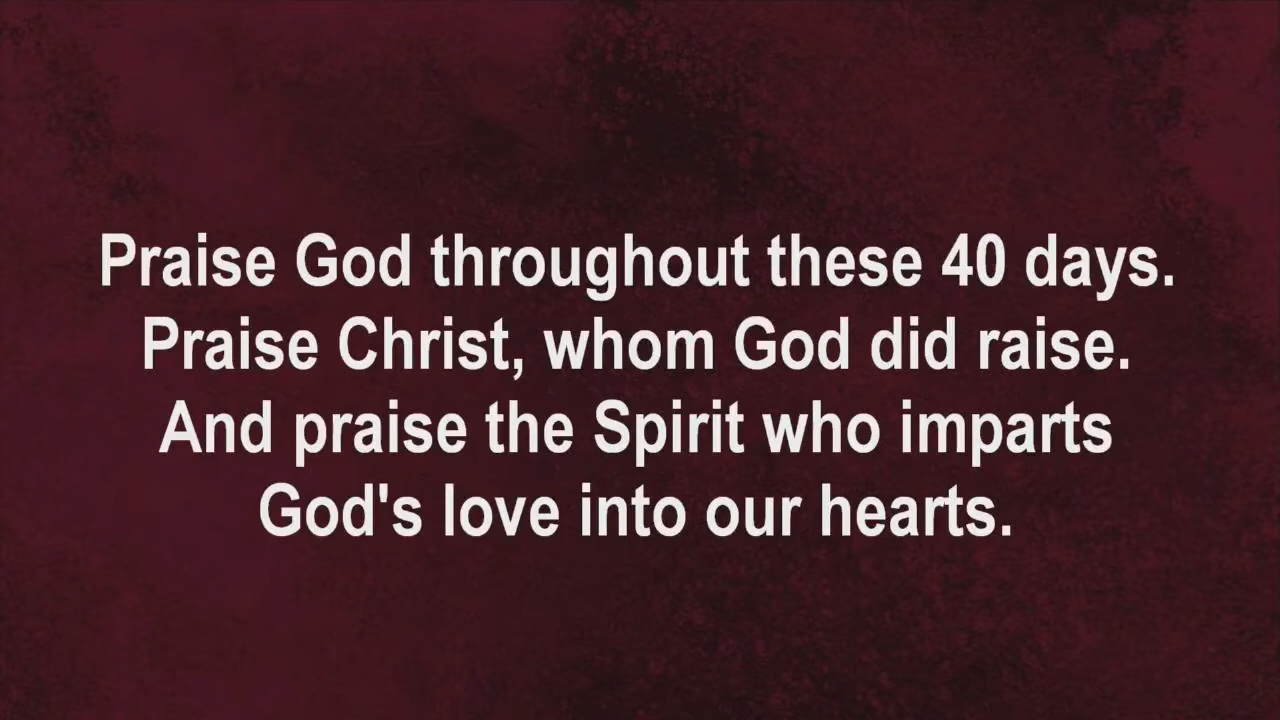 Praise God throughout these 40 days.
Praise Christ, whom God did raise.
And praise the Spirit who imparts
God's love into our hearts.